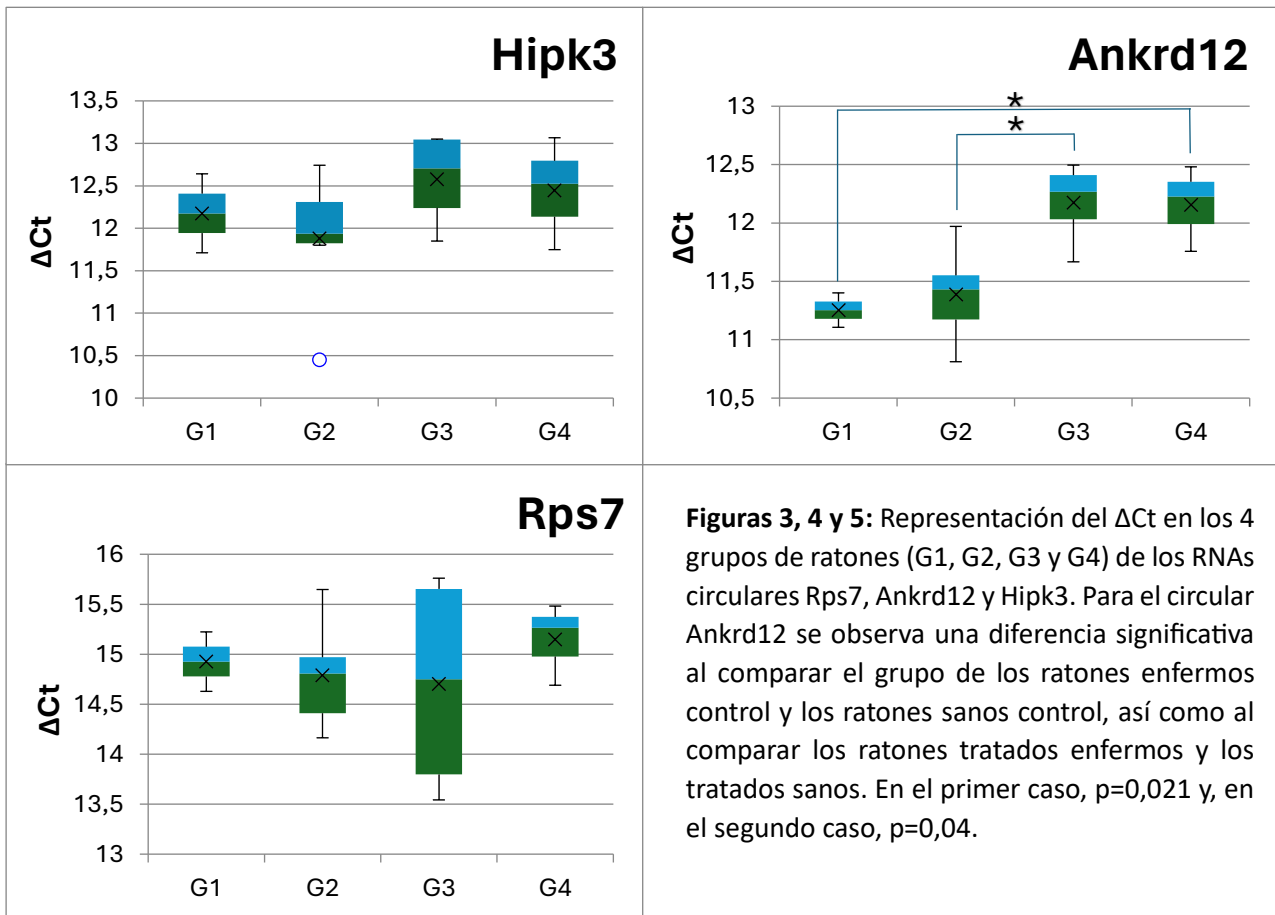 Hipk3
ΔCt
13,5
13
12,5
12
11,5
11
10,5
10
G1 G2 G3 G4
Ankrd12
ΔCt
13
12,5
12
11,5
11
10,5
* 
*
G1 G2 G3 G4
Rps7
ΔCt
16
15,5
15
14,5
14
13,5
13
G1 G2 G3 G4
Figuras 3, 4 y 5: Representación del ΔCt en los 4
grupos de ratones (G1, G2, G3 y G4) de los RNAs
circulares Rps7, Ankrd12 y Hipk3. Para el circular
Ankrd12 se observa una diferencia significativa
al comparar el grupo de los ratones enfermos
control y los ratones sanos control, así como al
comparar los ratones tratados enfermos y los
tratados sanos. En el primer caso, p=0,021 y, en
el segundo caso, p=0,04.